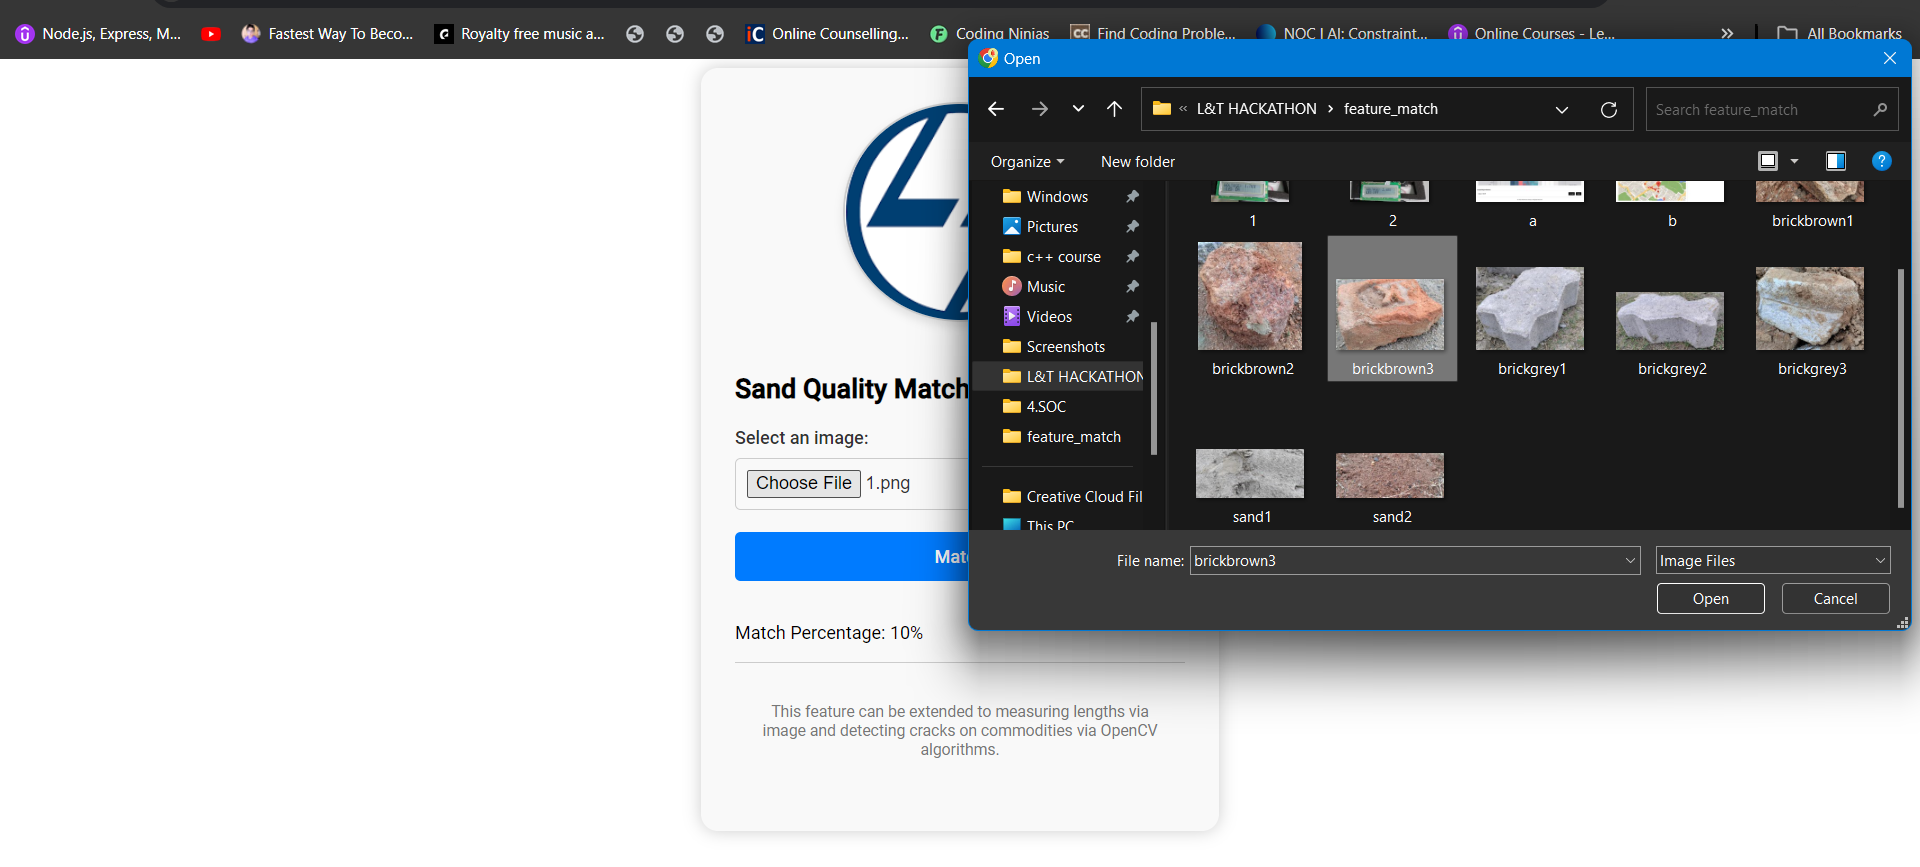 Node.js, Express, M...
Fastest Way To Beco...
Royalty free music a...
Online Counselling...
Coding Ninjas
Find Coding Proble...
NOC | AI: Constraint...
Online Courses - Le...
All Bookmarks
Sand Quality Match
Select an image:
Choose File 1.png
Match Percentage: 10%
This feature can be extended to measuring lengths via
image and detecting cracks on commodities via OpenCV
algorithms.
Open
L&T HACKATHON › feature_match
Search feature_match
Organize
New folder
Windows
Pictures
c++ course
Music
Videos
Screenshots
L&T HACKATHON
4.SOC
feature_match
Creative Cloud Fil
This PC
1
2
a
b
brickbrown1
brickbrown2
brickbrown3
brickgrey1
brickgrey2
brickgrey3
sand1
sand2
File name: brickbrown3
Image Files
Open
Cancel